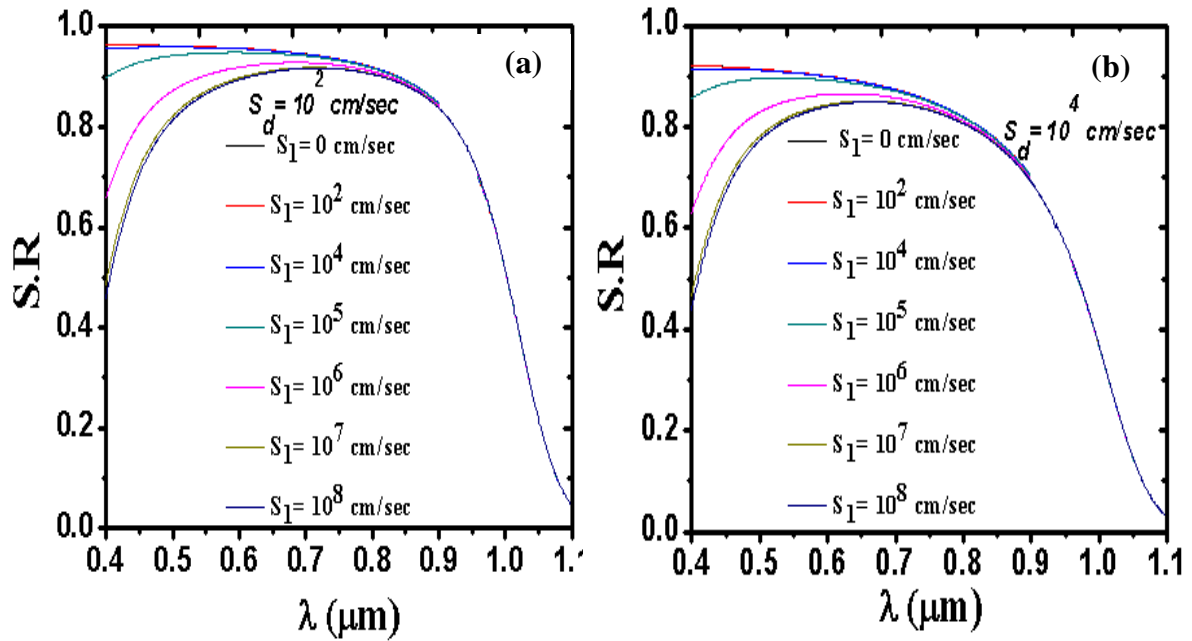 (a)
S.R
1.0
0.8
0.6
0.4
0.2
0.0
S_d = 10^2 cm/sec
S_1= 0 cm/sec
S_1= 10^2 cm/sec
S_1= 10^4 cm/sec
S_1= 10^5 cm/sec
S_1= 10^6 cm/sec
S_1= 10^7 cm/sec
S_1= 10^8 cm/sec
0.4 0.5 0.6 0.7 0.8 0.9 1.0 1.1
λ (μm)
(b)
S.R
1.0
0.8
0.6
0.4
0.2
0.0
S_d=10^4 cm/sec
S_1= 0 cm/sec
S_1= 10^2 cm/sec
S_1= 10^4 cm/sec
S_1= 10^5 cm/sec
S_1= 10^6 cm/sec
S_1= 10^7 cm/sec
S_1= 10^8 cm/sec
0.4 0.5 0.6 0.7 0.8 0.9 1.0 1.1
λ (μm)